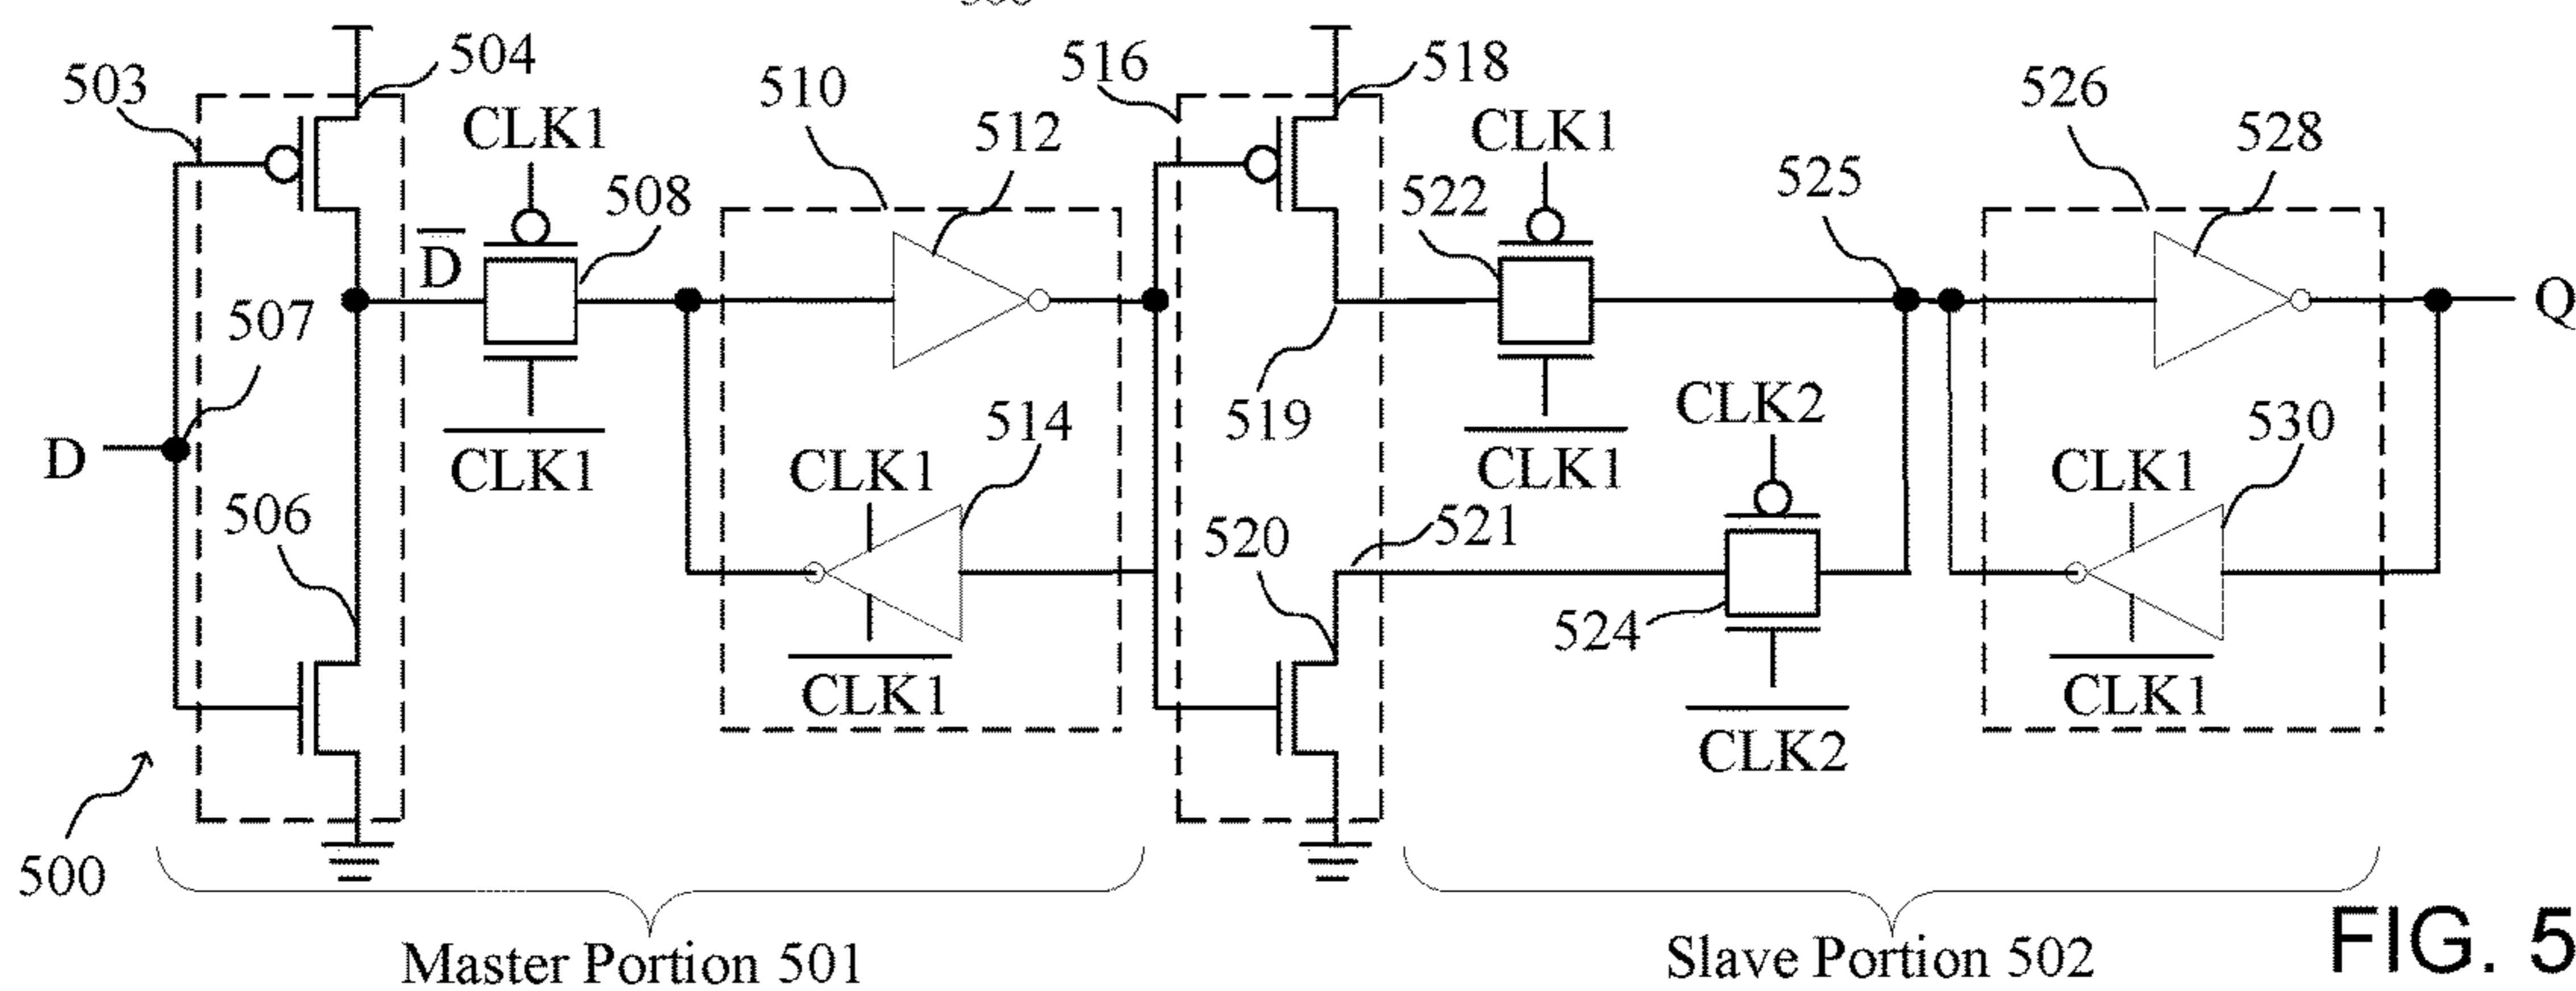 503
504
CLK1
D
508
507
D
506
CLK1
510
512
CLK1
514
CLK1
516
518
519
520
521
CLK1
522
CLK1
CLK2
524
CLK2
525
526
528
Q
CLK1
530
CLK1
500
Master Portion 501
Slave Portion 502
FIG. 5